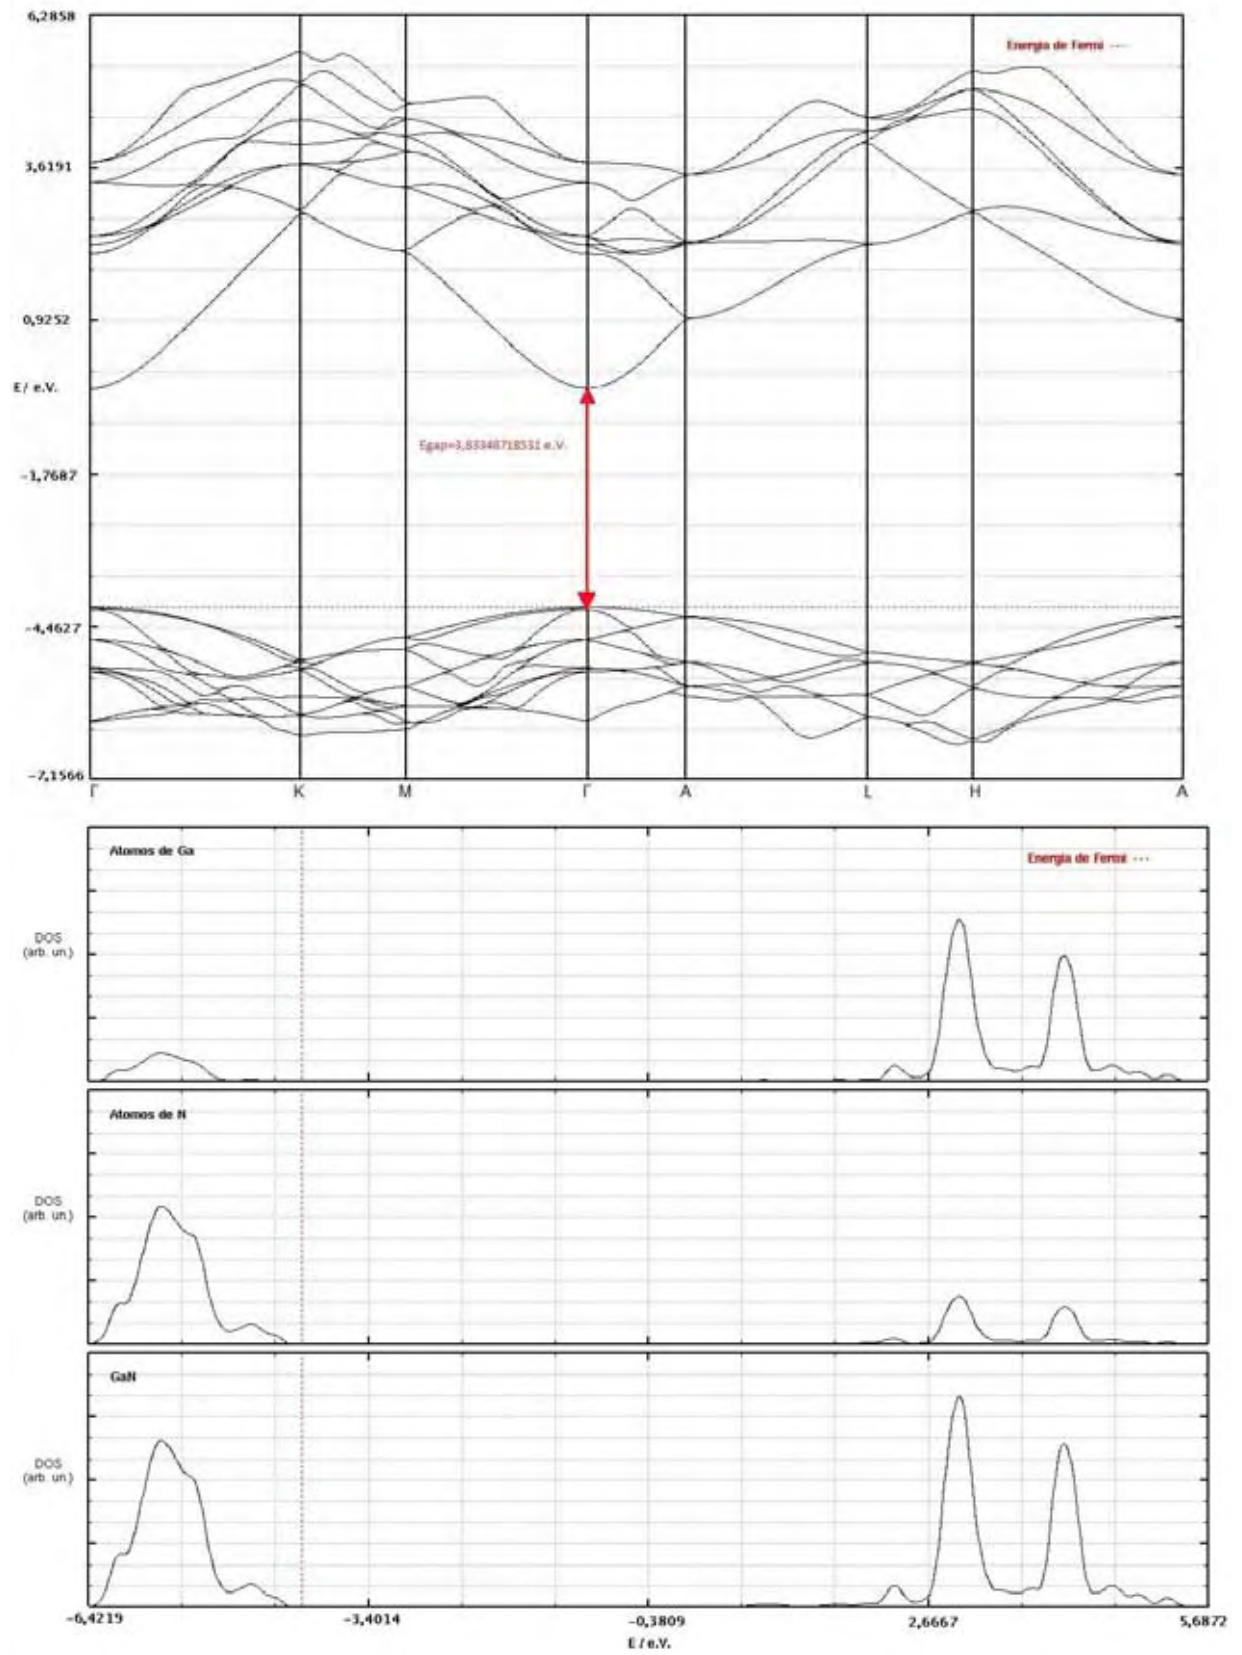 6,2858
Energia de Fermi ---
3,6191
0,9252
E/ e.V.
Egap=3,83348718531 e.V.
-1,7687
-4,4627
-7,1566
Γ K M Γ A L H A
Atomos de Ga
Energia de Fermi ---
DOS
(arb. un.)
Atomos de N
DOS
(arb. un.)
GaN
DOS
(arb. un.)
-6,4219 -3,4014 -0,3809 2,6667 5,6872
E / e.V.